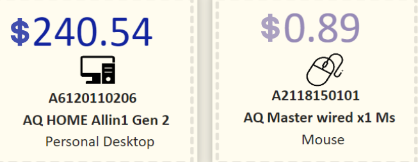 $240.54
A6120110206
AQ HOME Allin1 Gen 2
Personal Desktop
$0.89
A2118150101
AQ Master wired x1 Ms
Mouse